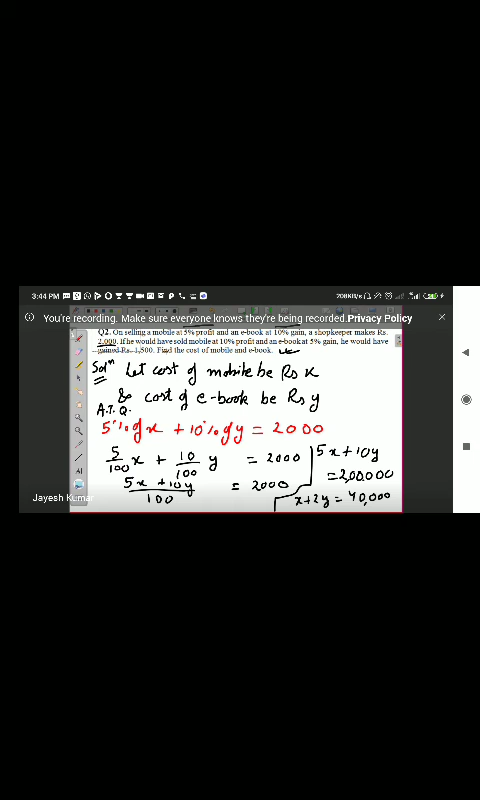 3:44 PM
208KB/s
You're recording. Make sure everyone knows they're being recorded.Privacy Policy
Q2. On selling a mobile at 5% profit and an e-book at 10% gain, a shopkeeper makes Rs.
2,000. If he would have sold mobile at 10% profit and an e-book at 5% gain, he would have
gained Rs. 1,500. Find the cost of mobile and e-book.
Solⁿ Let cost of mobile be Rs x
& cost of e-book be Rs y
A.T.Q.
5% of x + 10% of y = 2000
5/100 x + 10/100 y = 2000
5x + 10y / 100 = 2000
5x + 10y
= 2,00,000
x + 2y = 40,000
Jayesh Kumar